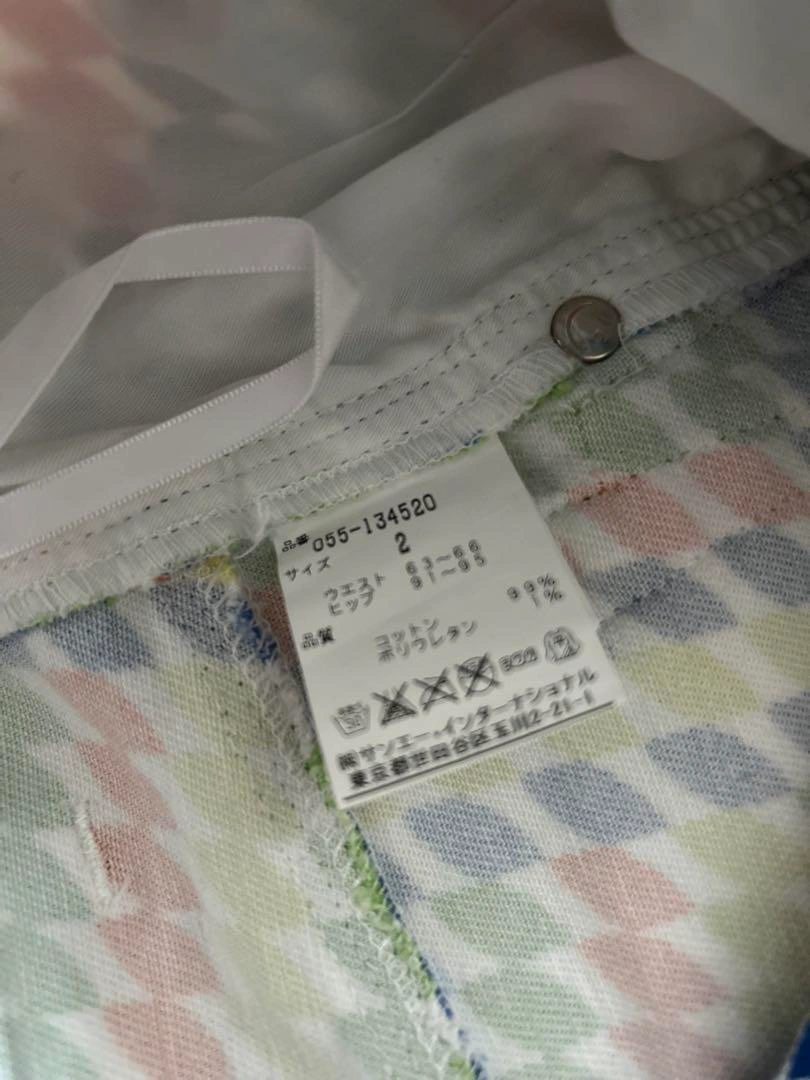 品番 055-134520
サイズ 2
ウエスト 63~66
ヒップ 91~95
品質 コットン 99%
ポリウレタン 1%
㈱サンエー・インターナショナル
東京都世田谷区玉川2-21-1